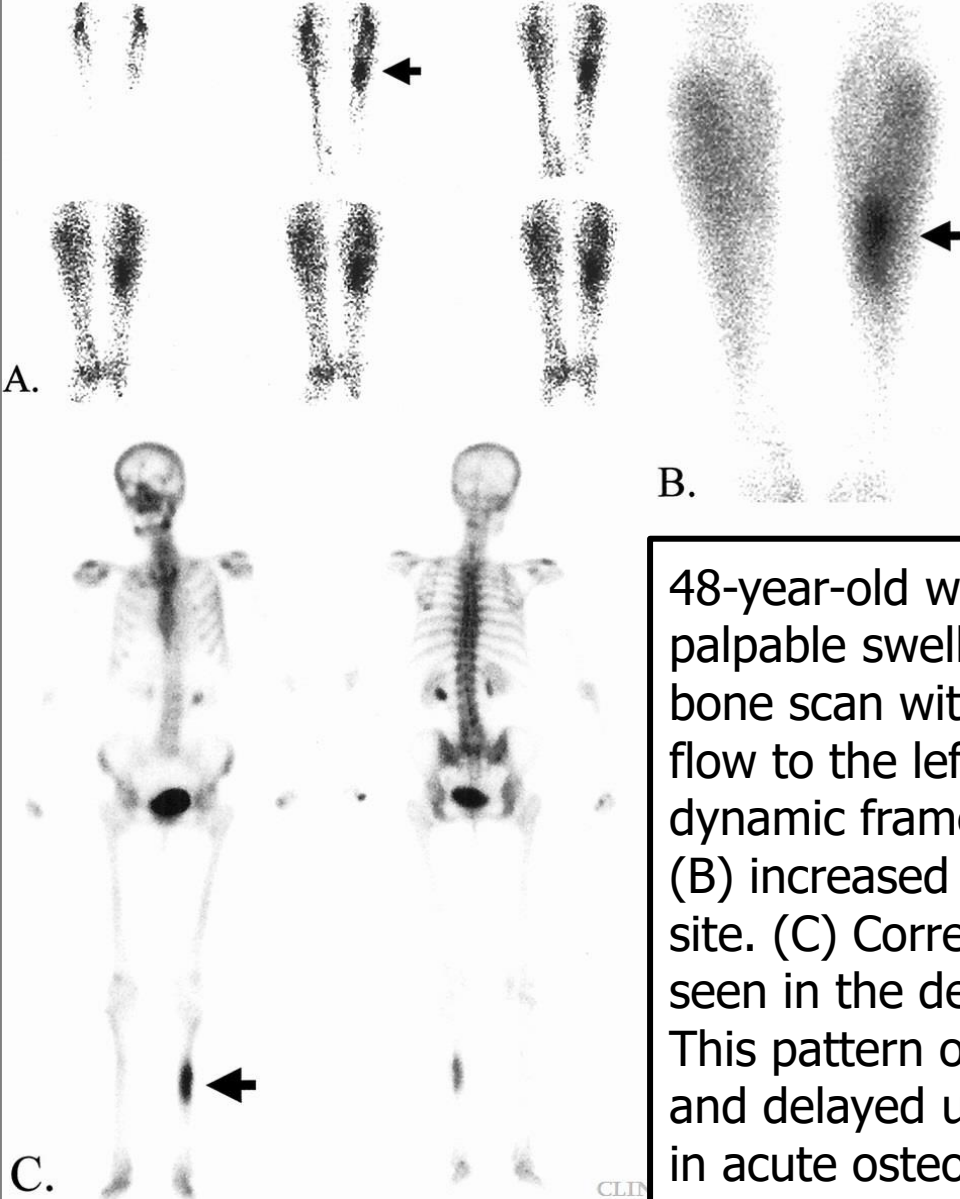 A.
B.
48-year-old w
palpable swell
bone scan wit
flow to the lef
dynamic frame
(B) increased
site. (C) Corre
seen in the de
This pattern o
and delayed u
in acute osteo
C.
CLIN